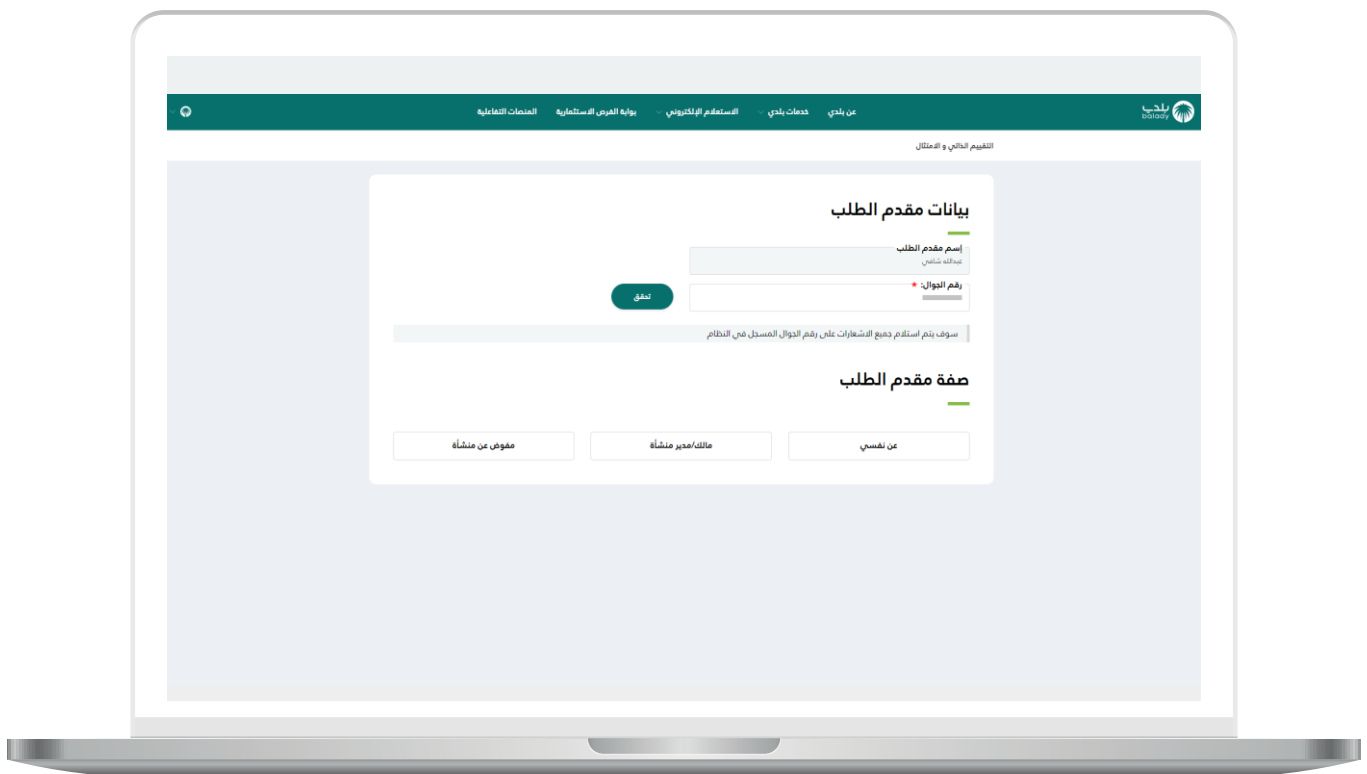 بلدي
balady
عن بلدي   خدمات بلدي   الاستعلام الإلكتروني   بوابة الفرص الاستثمارية   المنصات التفاعلية
التقييم الذاتي و الامتثال
بيانات مقدم الطلب
إسم مقدم الطلب
عبدالله شافي
رقم الجوال: *
تحقق
سوف يتم استلام جميع الاشعارات على رقم الجوال المسجل في النظام
صفة مقدم الطلب
عن نفسي   مالك/مدير منشأة   مفوض عن منشأة